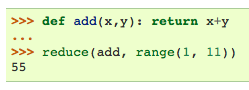 >>> def add(x,y): return x+y
...
>>> reduce(add, range(1, 11))
55